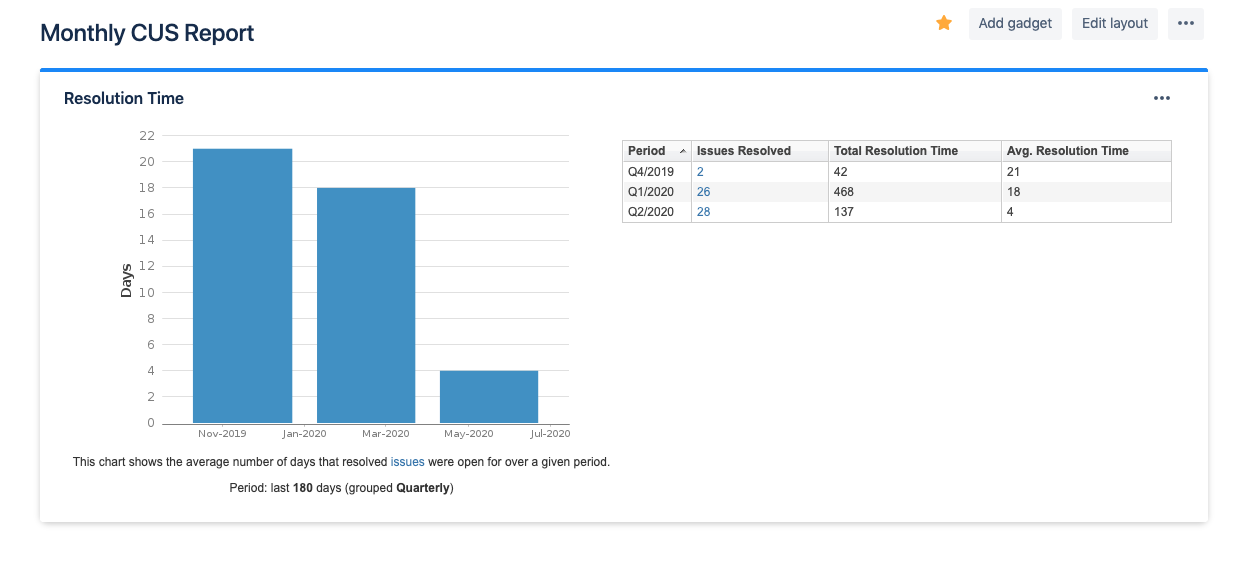 Monthly CUS Report
Add gadget
Edit layout
Resolution Time
22
20
18
16
14
12
10
8
6
4
2
0
Days
Nov-2019 Jan-2020 Mar-2020 May-2020 Jul-2020
This chart shows the average number of days that resolved issues were open for over a given period.
Period: last 180 days (grouped Quarterly)
Period Issues Resolved Total Resolution Time Avg. Resolution Time
Q4/2019 2 42 21
Q1/2020 26 468 18
Q2/2020 28 137 4